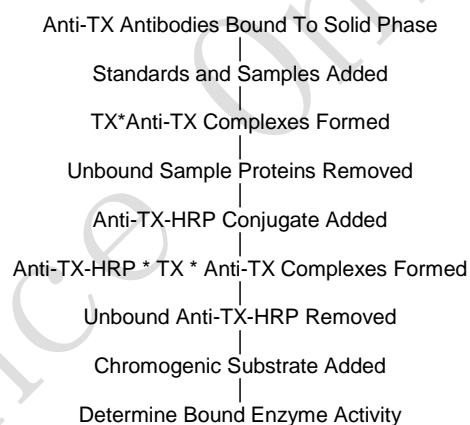 Anti-TX Antibodies Bound To Solid Phase
Standards and Samples Added
TX*Anti-TX Complexes Formed
Unbound Sample Proteins Removed
Anti-TX-HRP Conjugate Added
Anti-TX-HRP * TX * Anti-TX Complexes Formed
Unbound Anti-TX-HRP Removed
Chromogenic Substrate Added
Determine Bound Enzyme Activity